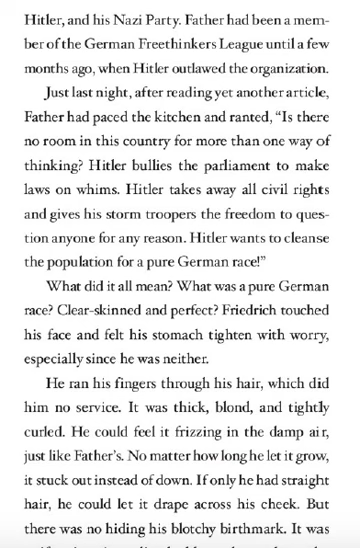 Hitler, and his Nazi Party. Father had been a mem-
ber of the German Freethinkers League until a few
months ago, when Hitler outlawed the organization.
Just last night, after reading yet another article,
Father had paced the kitchen and ranted, “Is there
no room in this country for more than one way of
thinking? Hitler bullies the parliament to make
laws on whims. Hitler takes away all civil rights
and gives his storm troopers the freedom to ques-
tion anyone for any reason. Hitler wants to cleanse
the population for a pure German race!”
What did it all mean? What was a pure German
race? Clear-skinned and perfect? Friedrich touched
his face and felt his stomach tighten with worry,
especially since he was neither.
He ran his fingers through his hair, which did
him no service. It was thick, blond, and tightly
curled. He could feel it frizzing in the damp air,
just like Father’s. No matter how long he let it grow,
it stuck out instead of down. If only he had straight
hair, he could let it drape across his cheek. But
there was no hiding his blotchy birthmark. It was